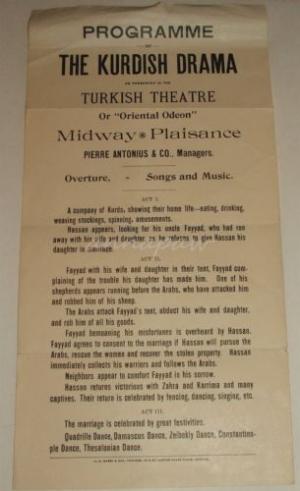 PROGRAMME
OF
THE KURDISH DRAMA
AS PRESENTED IN THE
TURKISH THEATRE
Or "Oriental Odeon"
Midway Plaisance
PIERRE ANTONIUS & CO., Managers.
Overture, - Songs and Music.
ACT I.
A company of Kurds, showing their home life—eating, drinking,
weaving stockings, spinning, amusements.
Hassan appears, looking for his uncle Fayyad, who had run
away with his wife and daughter, as he refuses to give Hassan his
daughter in marriage.
ACT II.
Fayyad with his wife and daughter in their tent, Fayyad com-
plaining of the trouble his daughter has made him. One of his
shepherds appears running before the Arabs, who have attacked him
and robbed him of his sheep.
The Arabs attack Fayyad's tent, abduct his wife and daughter,
and rob him of all his goods.
Fayyad bemoaning his misfortunes is overheard by Hassan.
Fayyad agrees to consent to the marriage if Hassan will pursue the
Arabs, rescue the women and recover the stolen property. Hassan
immediately collects his warriors and follows the Arabs.
Neighbors appear to comfort Fayyad in his sorrow.
Hassan returns victorious with Zahra and Karrima and many
captives. Their return is celebrated by fencing, dancing, singing, etc.
ACT III.
The marriage is celebrated by great festivities.
Quadrille Dance, Damascus Dance, Zeibekly Dance, Constantino-
ple Dance, Thesalonian Dance.